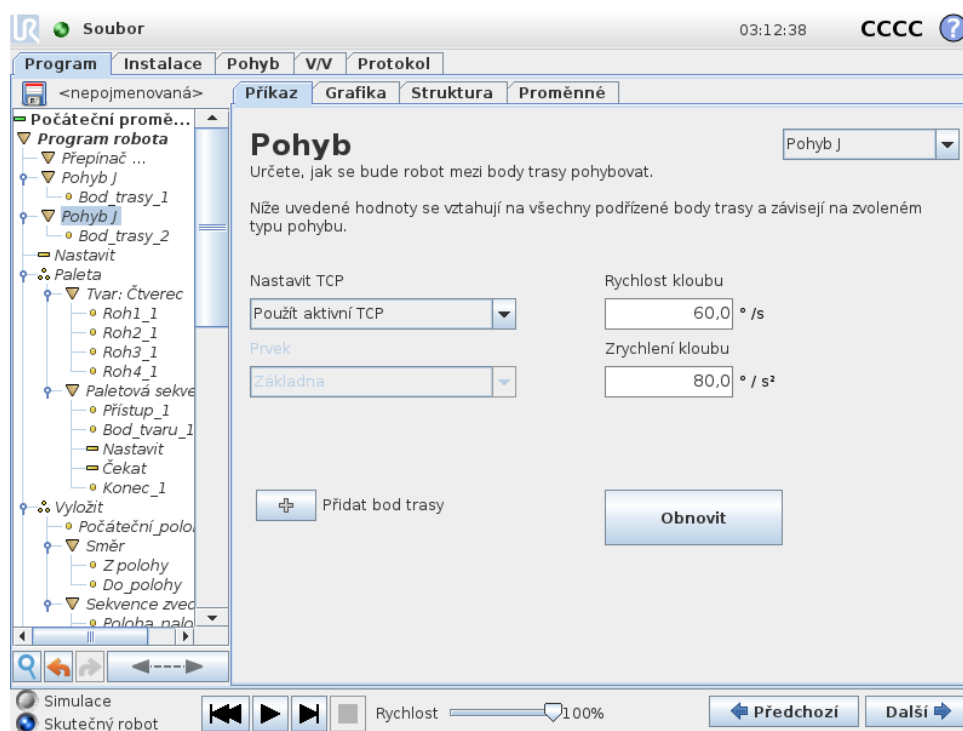 UR Soubor 03:12:38 CCCC ?
Program Instalace Pohyb V/V Protokol
<nepojmenovaná>
Příkaz Grafika Struktura Proměnné
Počáteční promě...
Program robota
Přepínač ...
Pohyb J
Bod_trasy_1
Pohyb J
Bod_trasy_2
Nastavit
Paleta
Tvar: Čtverec
Roh1_1
Roh2_1
Roh3_1
Roh4_1
Paletová sekve
Přístup_1
Bod_tvaru_1
Nastavit
Čekat
Konec_1
Vyložit
Počáteční_polo
Směr
Z polohy
Do_polohy
Sekvence zved
Poloha_nalo
Pohyb
Pohyb J
Určete, jak se bude robot mezi body trasy pohybovat.
Níže uvedené hodnoty se vztahují na všechny podřízené body trasy a závisejí na zvoleném
typu pohybu.
Nastavit TCP
Použít aktivní TCP
Prvek
Základna
Rychlost kloubu
60,0 ° /s
Zrychlení kloubu
80,0 ° / s²
Přidat bod trasy
Obnovit
Simulace
Skutečný robot
Rychlost 100%
Předchozí
Další